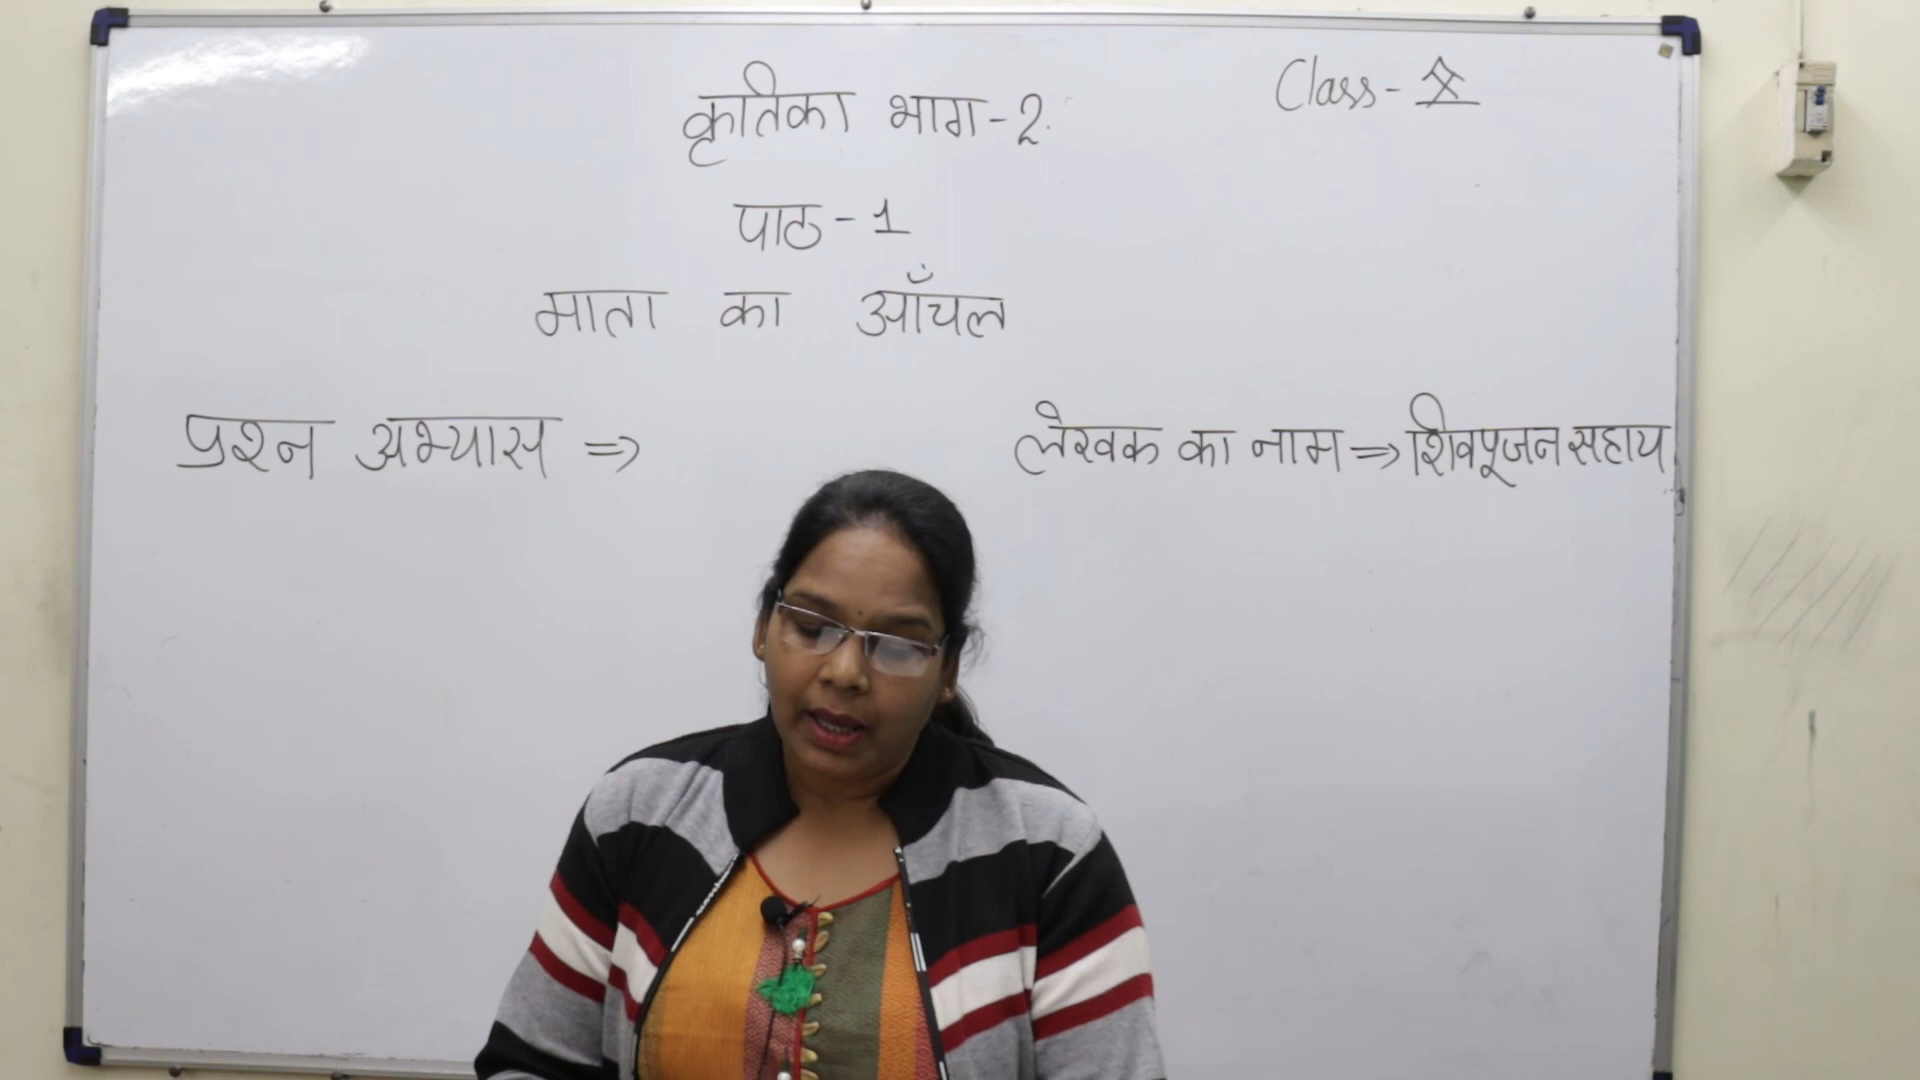 Class - X
कृतिका भाग - 2
पाठ - 1
माता का आँचल
प्रश्न अभ्यास ⇒
लेखक का नाम ⇒ शिवपूजन सहाय